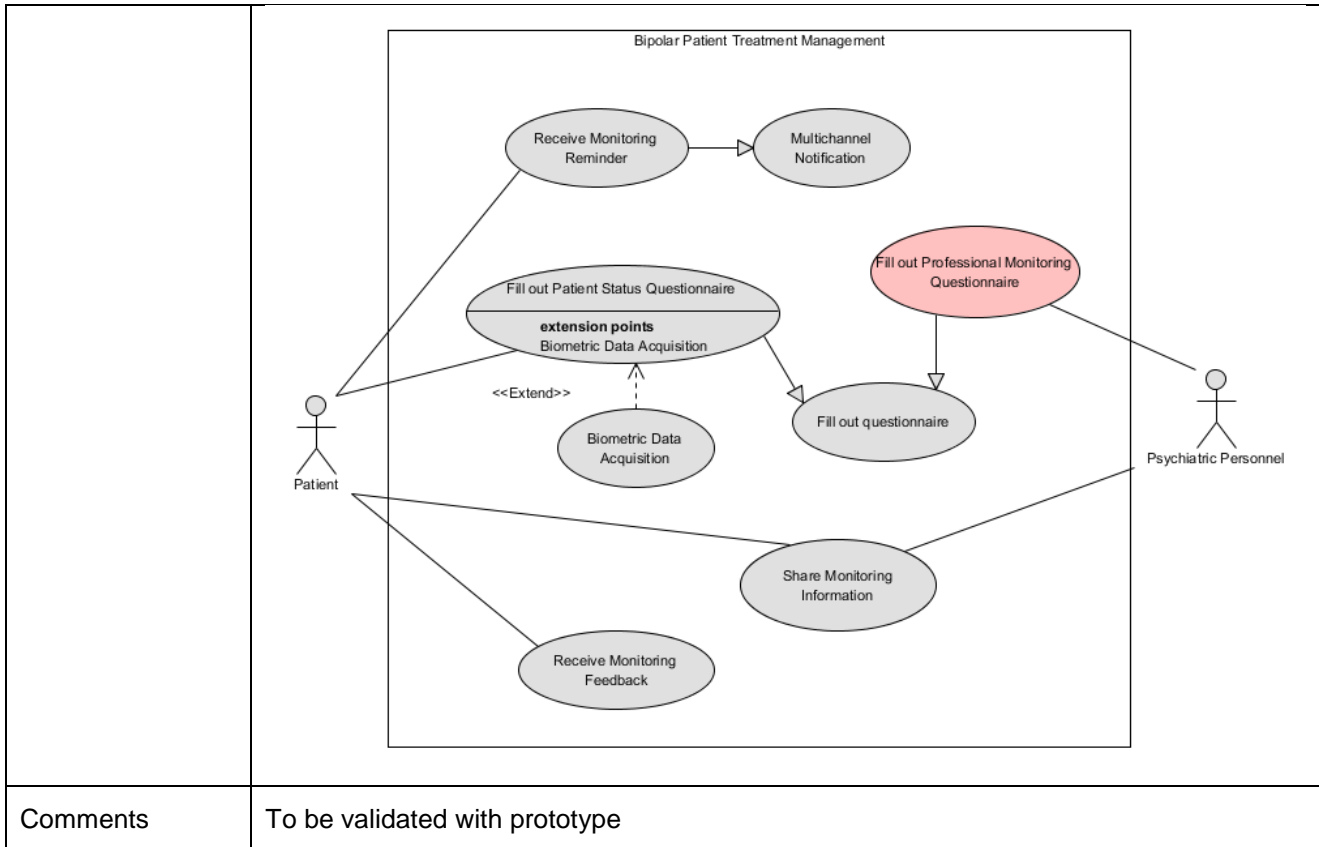 Bipolar Patient Treatment Management
Receive Monitoring
Reminder
Multichannel
Notification
Fill out Professional Monitoring
Questionnaire
Fill out Patient Status Questionnaire
extension points
Biometric Data Acquisition
<<Extend>>
Biometric Data
Acquisition
Fill out questionnaire
Patient
Psychiatric Personnel
Share Monitoring
Information
Receive Monitoring
Feedback
Comments
To be validated with prototype